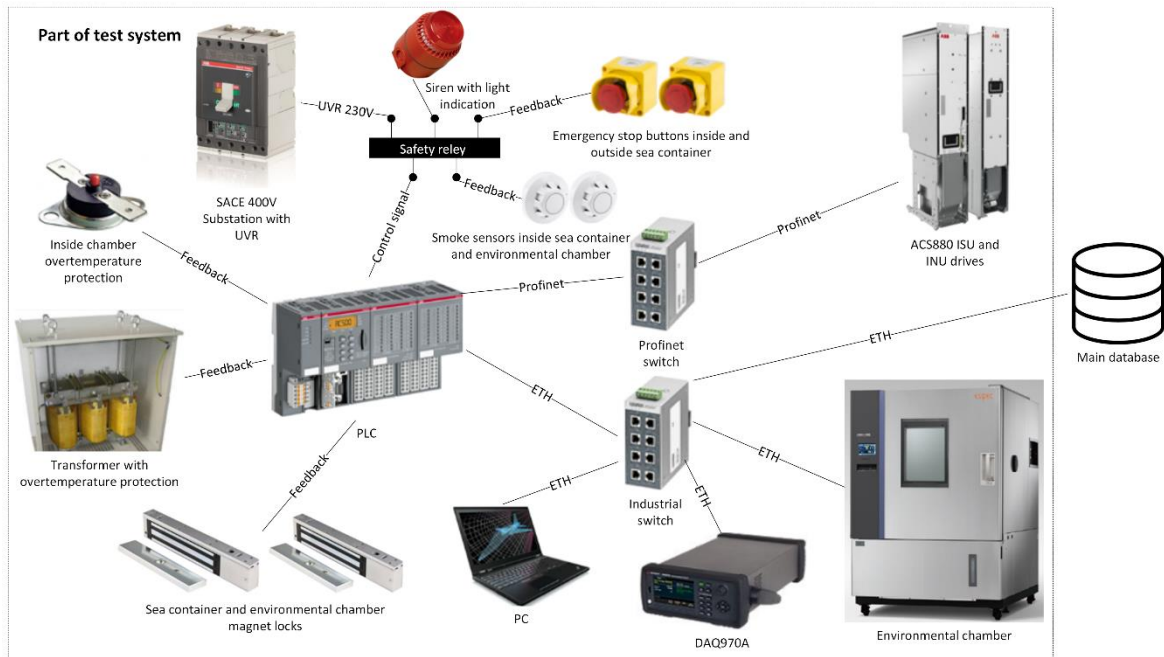 Part of test system
Siren with light
indication
UVR 230V
Feedback
Safety reley
Emergency stop buttons inside and
outside sea container
SACE 400V
Substation with
UVR
Control signal
Feedback
Smoke sensors inside sea container
and environmental chamber
Profinet
ACS880 ISU and
INU drives
Inside chamber
overtemperature
protection
Feedback
Profinet
Profinet
switch
ETH
Main database
Feedback
AC500
PLC
ETH
Transformer with
overtemperature protection
Feedback
ETH
ETH
ETH
Industrial
switch
espec
Sea container and environmental chamber
magnet locks
PC
DAQ970A
Environmental chamber
ABB